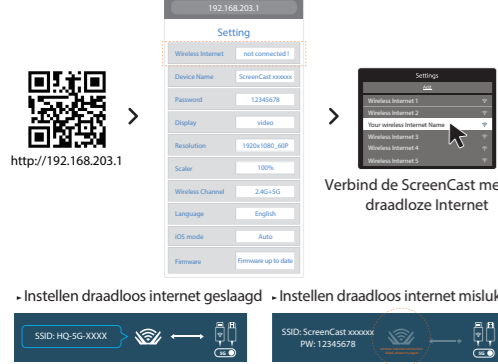 192.168.203.1
Setting
Wireless Internet not connected !
Device Name ScreenCast xxxxxx
Password 12345678
Display video
Resolution 1920x1080_60P
Scaler 100%
Wireless Channel 2.4G+5G
Language English
iOS mode Auto
Firmware Firmware up to date
http://192.168.203.1
Settings
Wireless Internet 1
Wireless Internet 2
Your wireless Internet Name
Wireless Internet 3
Wireless Internet 4
Wireless Internet 5
Verbind de ScreenCast me
draadloze Internet
Instellen draadloos internet geslaagd
SSID: HQ-5G-XXXX
5G
Instellen draadloos internet misluk
SSID: ScreenCast xxxxxx
PW: 12345678
5G